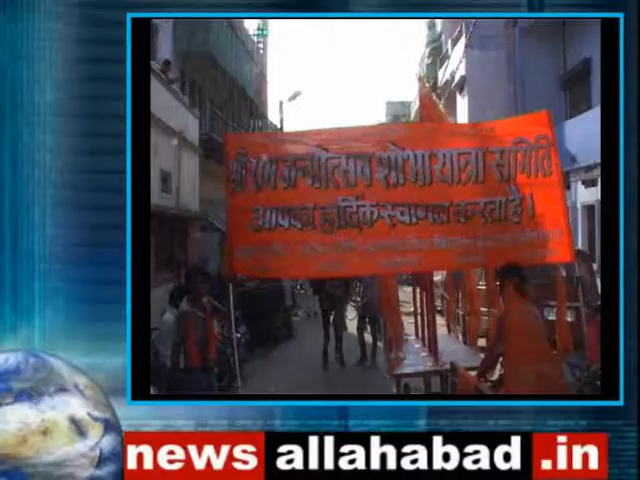 श्री राम जन्मोत्सव शोभा यात्रा समिति
आपका हार्दिक स्वागत करता है।
news allahabad .in